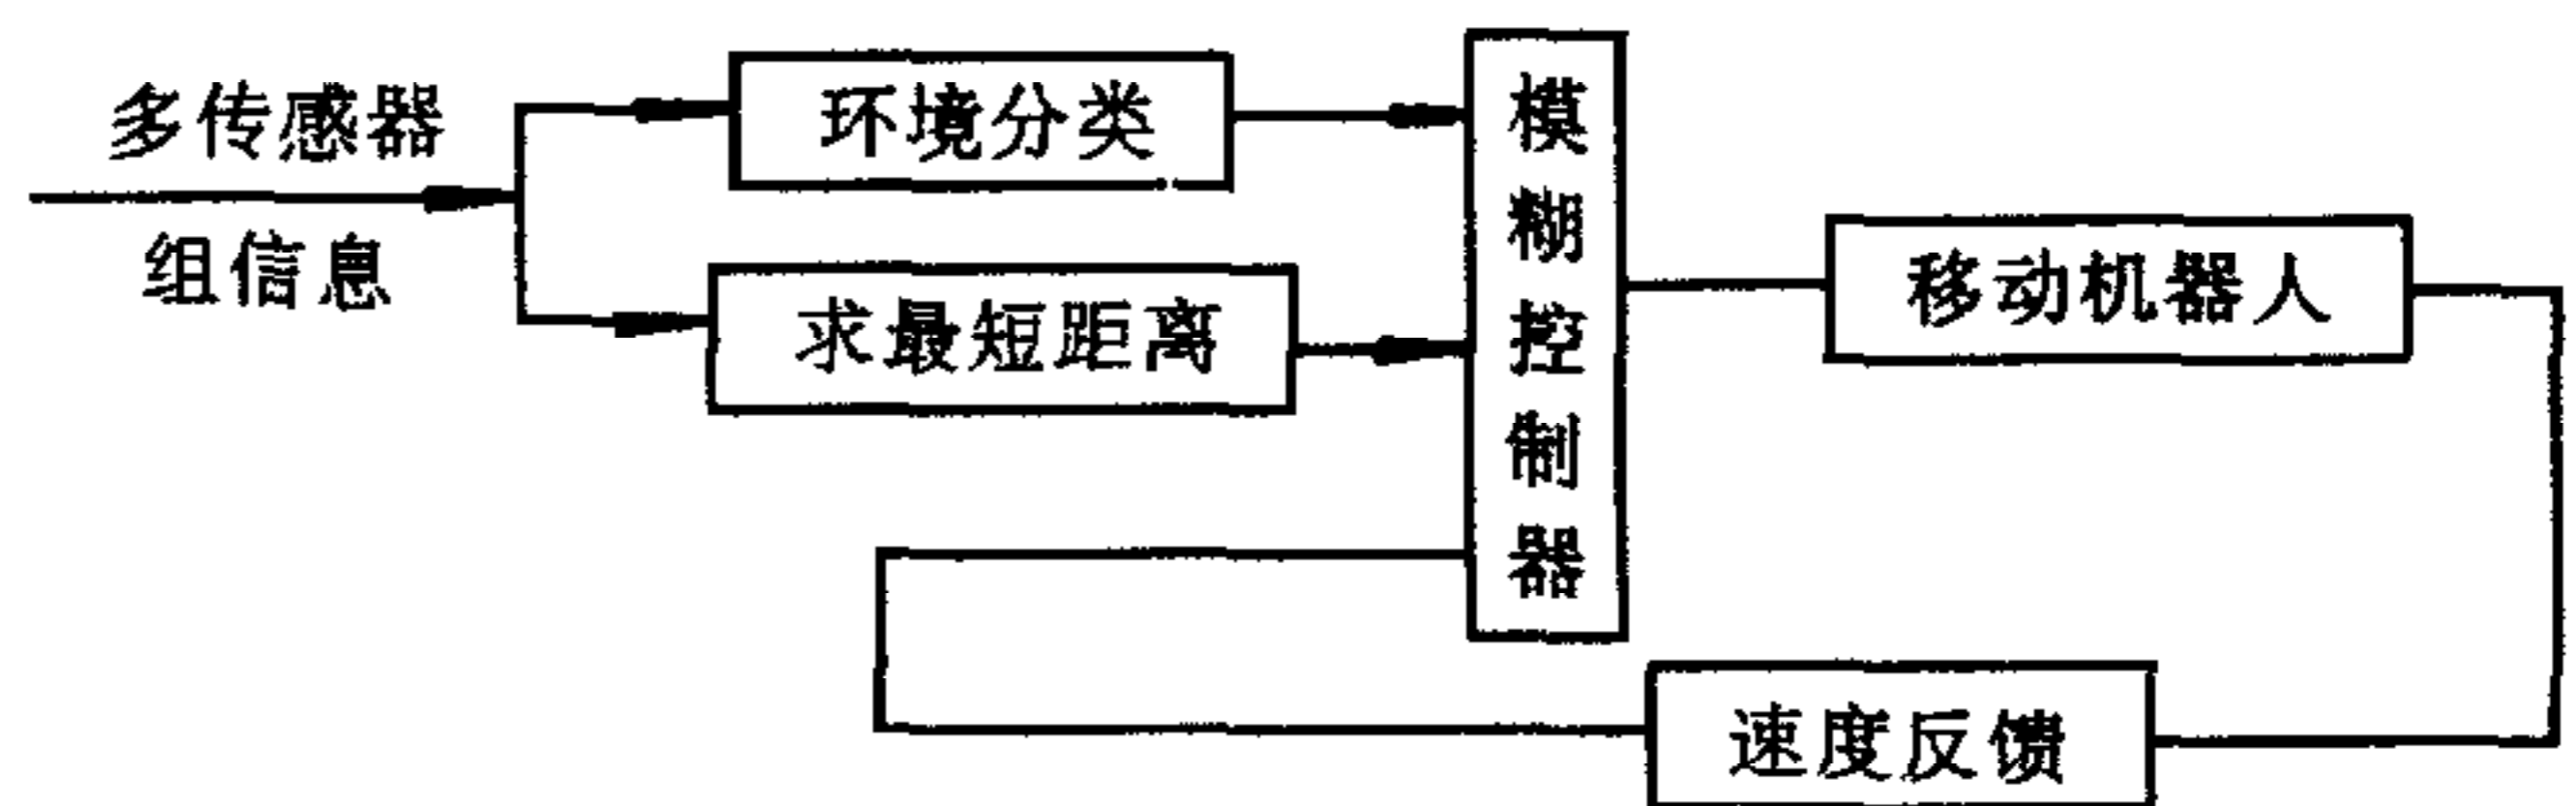 多传感器
组信息
环境分类
求最短距离
模糊控制器
移动机器人
速度反馈